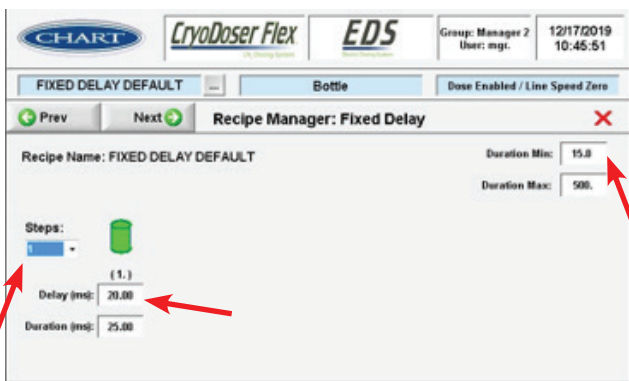 CHART
CryoDoser Flex
EDS
Group: Manager 2
User: mgr.
12/17/2019
10:45:51
FIXED DELAY DEFAULT
...
Bottle
Dose Enabled / Line Speed Zero
Prev
Next
Recipe Manager: Fixed Delay
Recipe Name: FIXED DELAY DEFAULT
Duration Min: 15.0
Duration Max: 500.
Steps:
1
(1.)
Delay (ms): 20.00
Duration (ms): 25.00